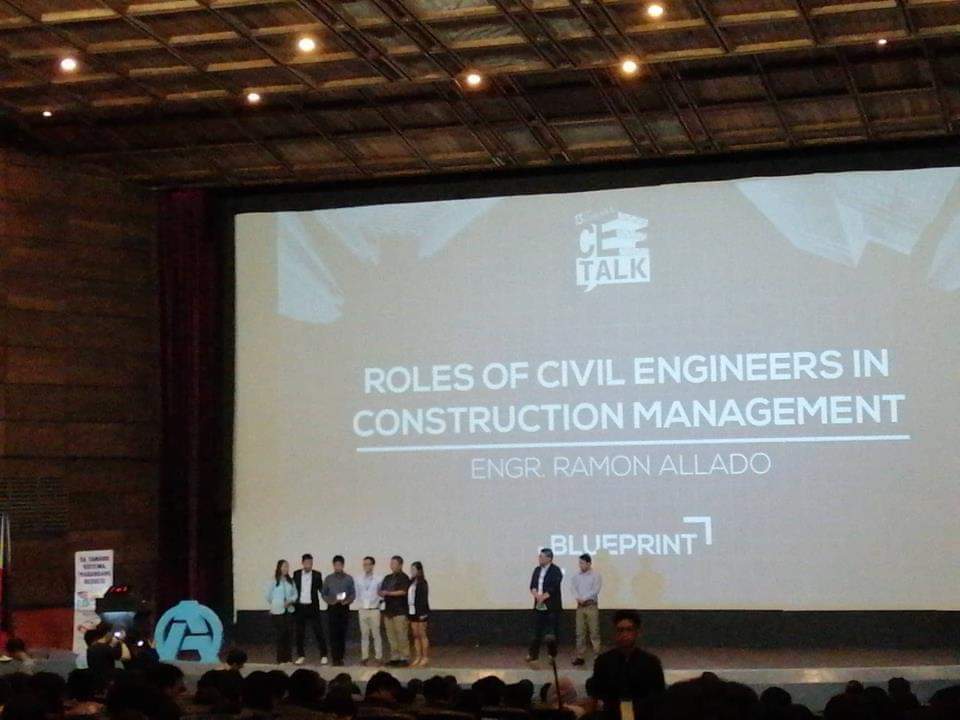 CE
TALK
ROLES OF CIVIL ENGINEERS IN
CONSTRUCTION MANAGEMENT
ENGR. RAMON ALLADO
BLUEPRINT